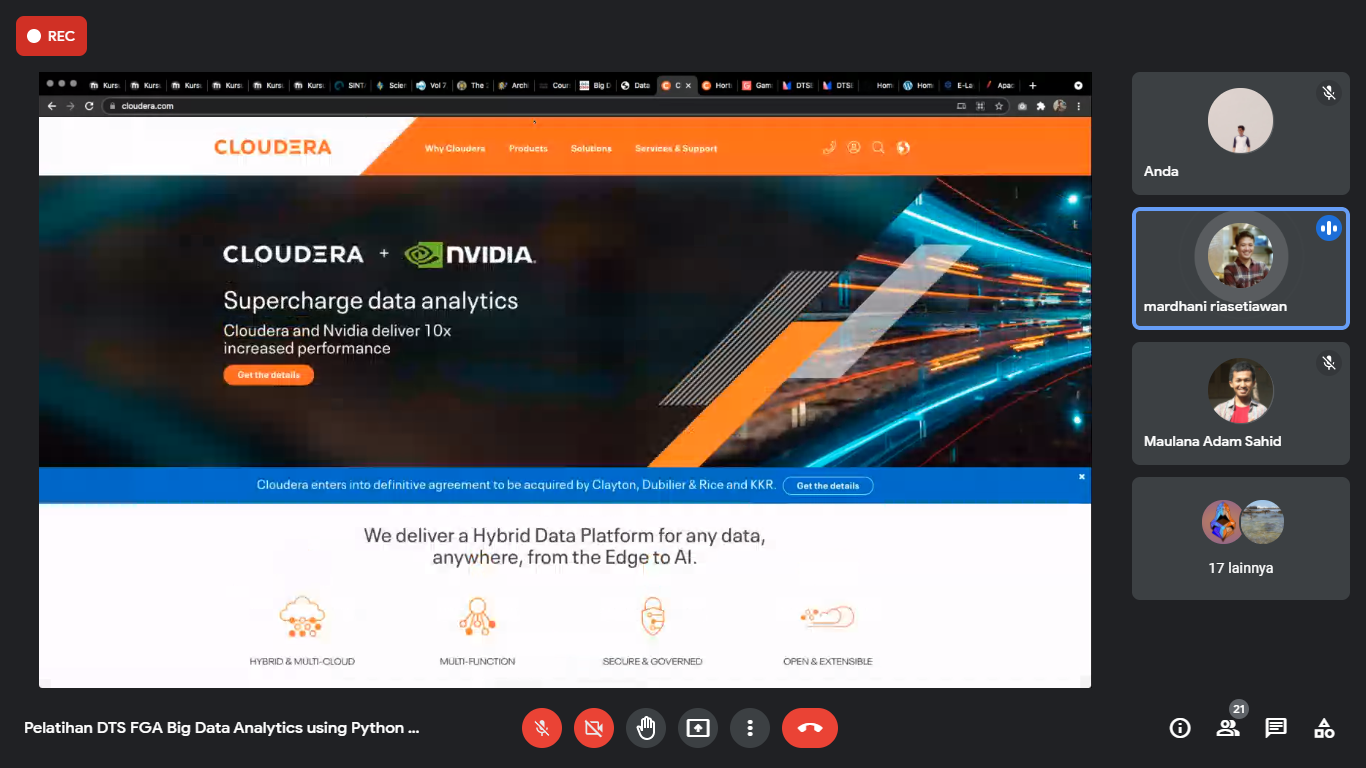 REC
Kurs: Kurs: Kurs: Kurs: Kurs: Kurs: SINT Scie Vol 7 The Archi Cour Big D Data C Hort Gam DTS DTS Hom Hom E-La Apac
cloudera.com
CLOUDERA
Why Cloudera Products Solutions Services & Support
CLOUDERA + NVIDIA.
Supercharge data analytics
Cloudera and Nvidia deliver 10x
increased performance
Get the details
Cloudera enters into definitive agreement to be acquired by Clayton, Dubilier & Rice and KKR. Get the details
We deliver a Hybrid Data Platform for any data,
anywhere, from the Edge to AI.
HYBRID & MULTI-CLOUD MULTI-FUNCTION SECURE & GOVERNED OPEN & EXTENSIBLE
Anda
mardhani riasetiawan
Maulana Adam Sahid
17 lainnya
Pelatihan DTS FGA Big Data Analytics using Python ...
21